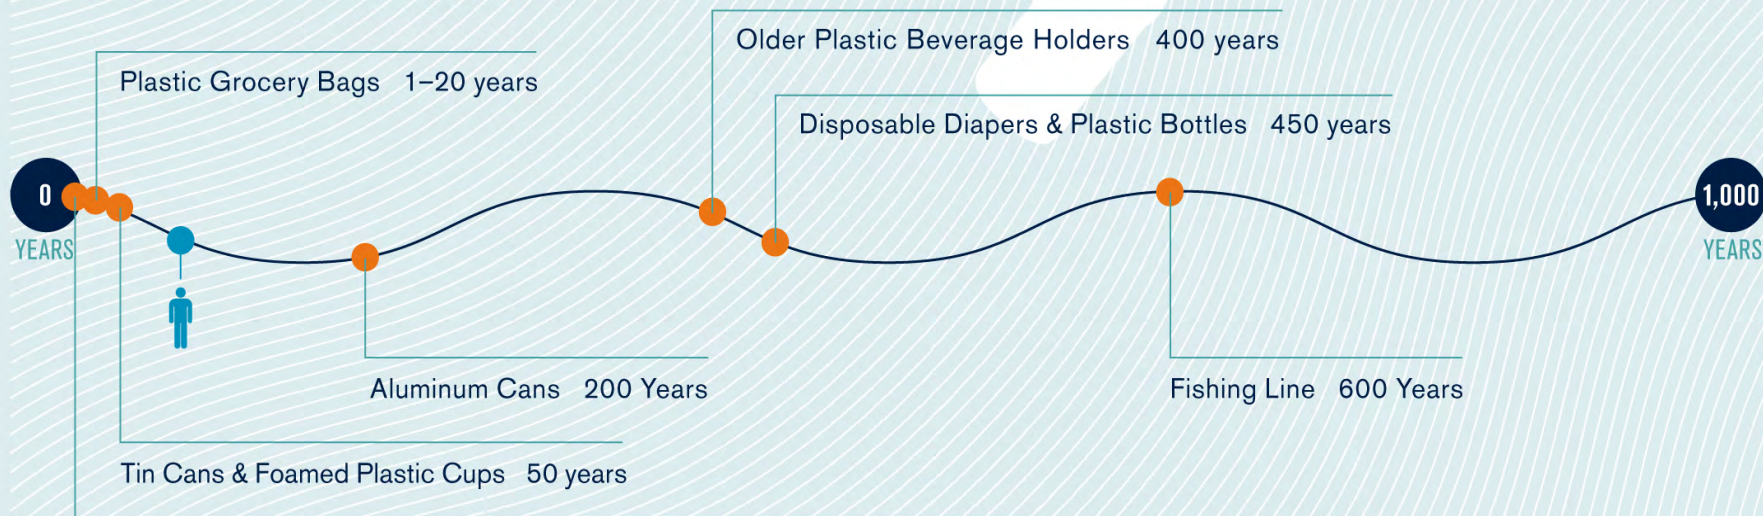 Older Plastic Beverage Holders 400 years
Plastic Grocery Bags 1–20 years
Disposable Diapers & Plastic Bottles 450 years
0
YEARS
1,000
YEARS
Aluminum Cans 200 Years
Fishing Line 600 Years
Tin Cans & Foamed Plastic Cups 50 years